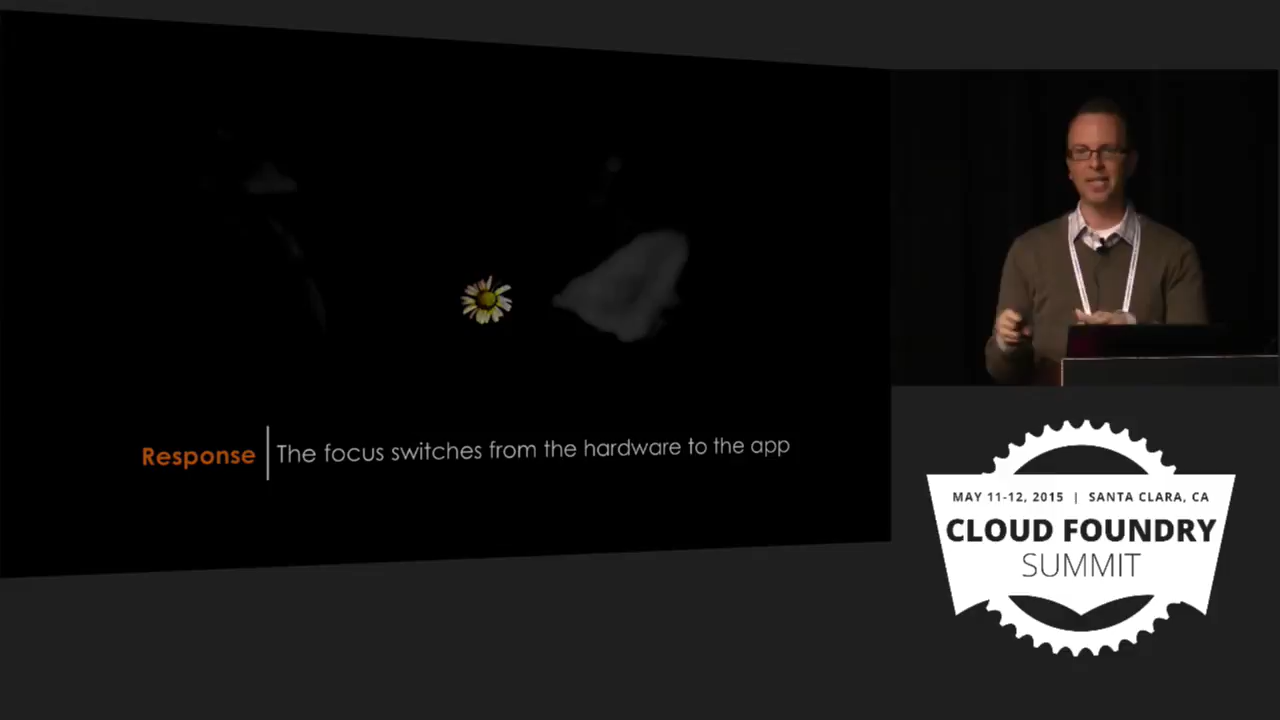 Response
The focus switches from the hardware to the app
MAY 11-12, 2015 | SANTA CLARA, CA
CLOUD FOUNDRY
SUMMIT